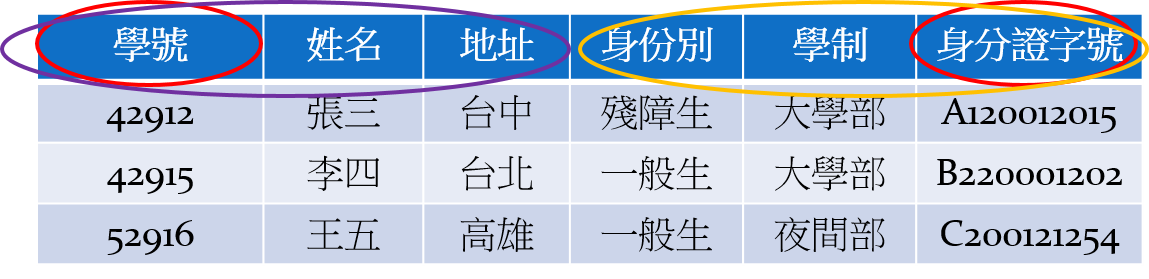 學號 姓名 地址 身份別 學制 身分證字號
42912 張三 台中 殘障生 大學部 A120012015
42915 李四 台北 一般生 大學部 B220001202
52916 王五 高雄 一般生 夜間部 C200121254